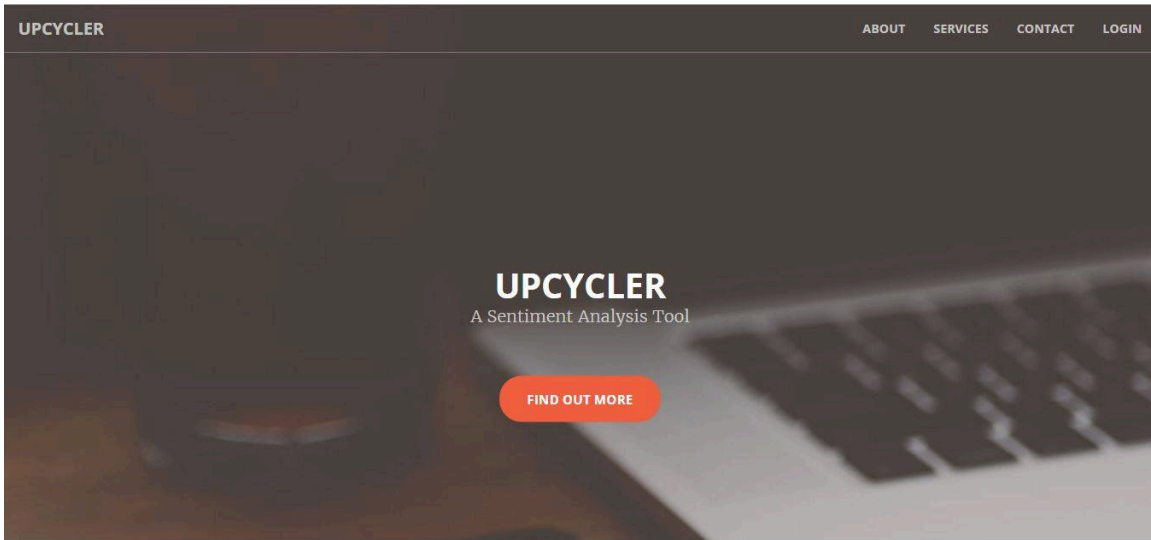 UPCYCLER
ABOUT SERVICES CONTACT LOGIN
UPCYCLER
A Sentiment Analysis Tool
FIND OUT MORE